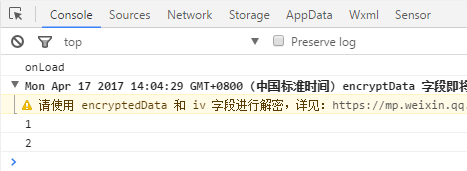 Console Sources Network Storage AppData Wxml Sensor
top Preserve log
onLoad
Mon Apr 17 2017 14:04:29 GMT+0800 (中国标准时间) encryptData 字段即将
请使用 encryptedData 和 iv 字段进行解密，详见：https://mp.weixin.qq.
1
2